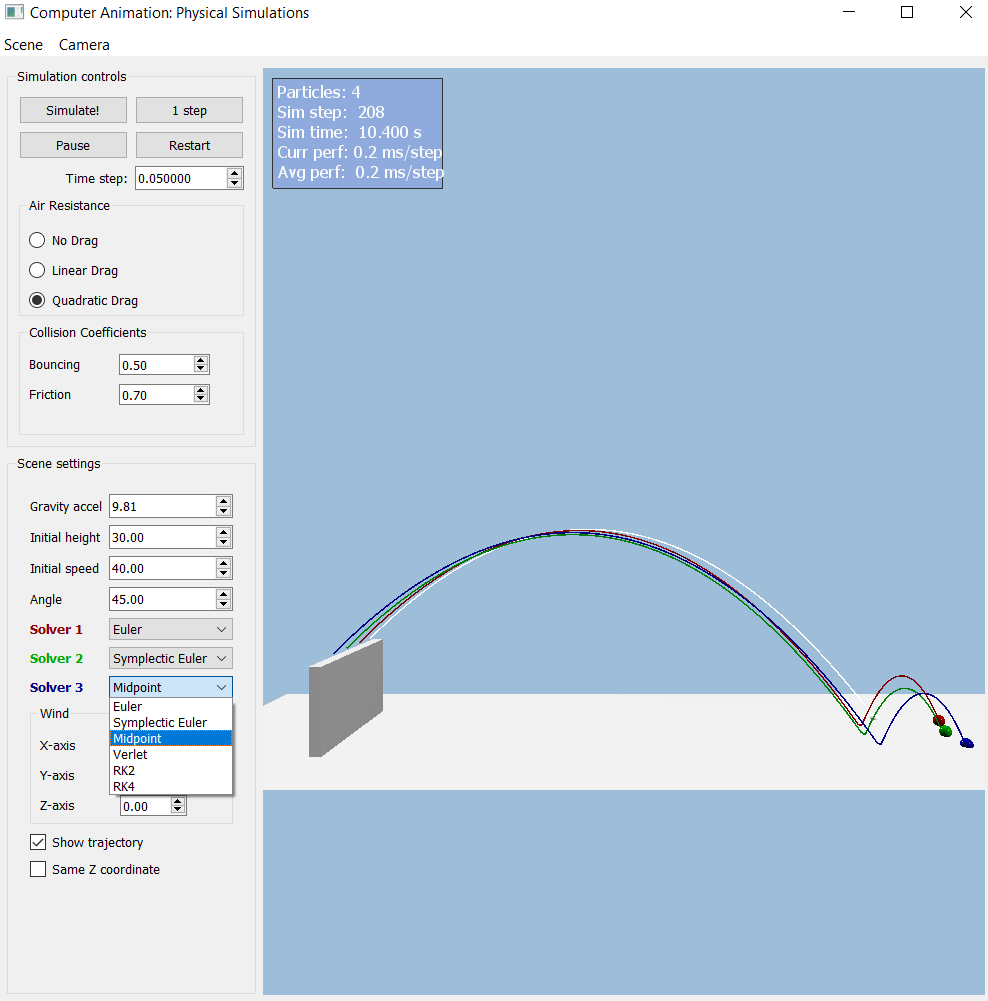 Computer Animation: Physical Simulations
Scene Camera
Simulation controls
Simulate! 1 step
Pause Restart
Time step: 0.050000
Air Resistance
No Drag
Linear Drag
Quadratic Drag
Collision Coefficients
Bouncing 0.50
Friction 0.70
Scene settings
Gravity accel 9.81
Initial height 30.00
Initial speed 40.00
Angle 45.00
Solver 1 Euler
Solver 2 Symplectic Euler
Solver 3 Midpoint
Euler
Symplectic Euler
Midpoint
Verlet
RK2
RK4
Wind
X-axis
Y-axis
Z-axis 0.00
Show trajectory
Same Z coordinate
Particles: 4
Sim step: 208
Sim time: 10.400 s
Curr perf: 0.2 ms/step
Avg perf: 0.2 ms/step